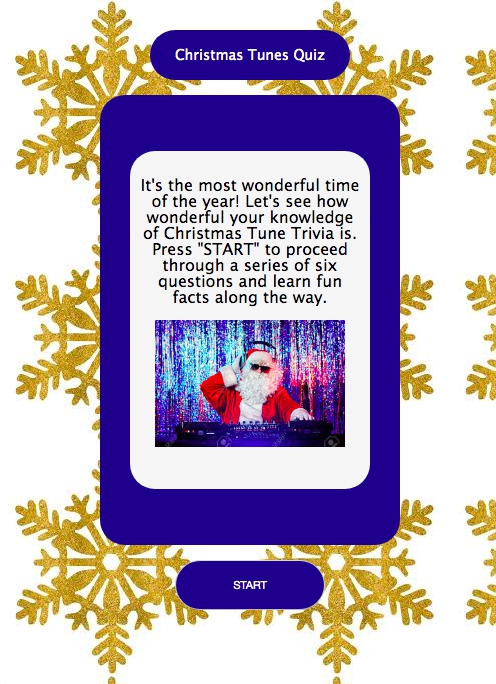 Christmas Tunes Quiz
It's the most wonderful time
of the year! Let's see how
wonderful your knowledge
of Christmas Tune Trivia is.
Press "START" to proceed
through a series of six
questions and learn fun
facts along the way.
START